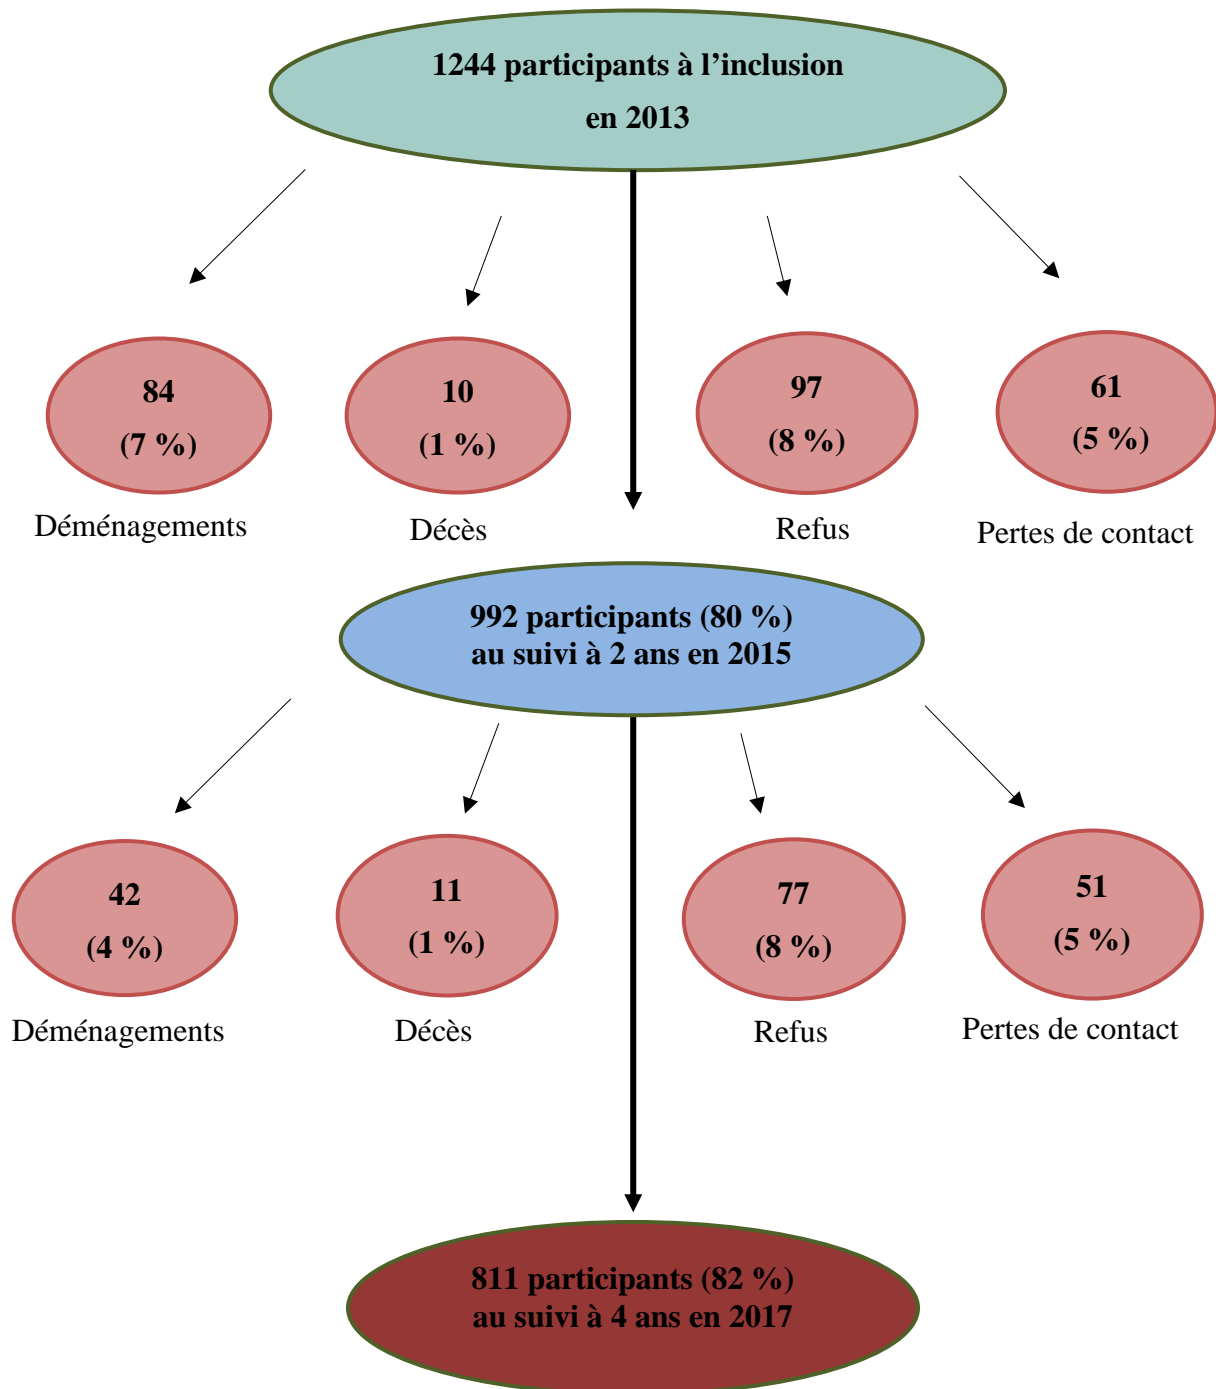 1244 participants à l’inclusion
en 2013
84
(7 %)
Déménagements
10
(1 %)
Décès
97
(8 %)
Refus
61
(5 %)
Pertes de contact
992 participants (80 %)
au suivi à 2 ans en 2015
42
(4 %)
Déménagements
11
(1 %)
Décès
77
(8 %)
Refus
51
(5 %)
Pertes de contact
811 participants (82 %)
au suivi à 4 ans en 2017